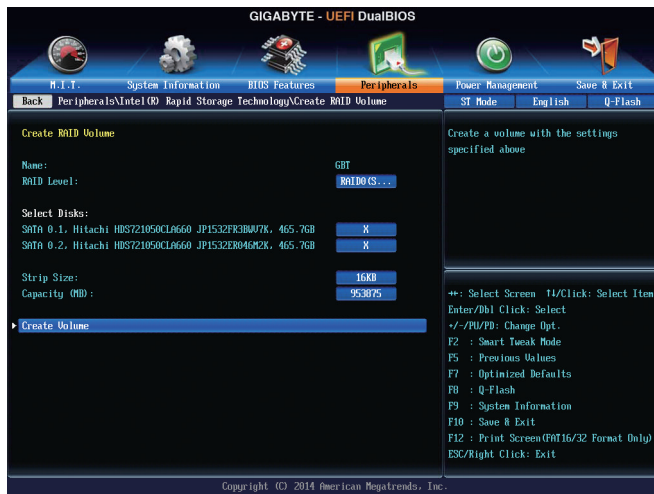 GIGABYTE - UEFI DualBIOS
M.I.T.
System Information
BIOS Features
Peripherals
Power Management
Save & Exit
Back Peripherals\Intel(R) Rapid Storage Technology\Create RAID Volume
ST Mode
English
Q-Flash
Create RAID Volume
Name: GBT
RAID Level: RAID0(S...
Select Disks:
SATA 0.1, Hitachi HDS721050CLA660 JP1532FR3BWV7K, 465.7GB X
SATA 0.2, Hitachi HDS721050CLA660 JP1532ER046M2K, 465.7GB X
Strip Size: 16KB
Capacity (MB): 953875
Create Volume
Create a volume with the settings
specified above
↔: Select Screen ↑↓/Click: Select Item
Enter/Dbl Click: Select
+/-/PU/PD: Change Opt.
F2 : Smart Tweak Mode
F5 : Previous Values
F7 : Optimized Defaults
F8 : Q-Flash
F9 : System Information
F10 : Save & Exit
F12 : Print Screen(FAT16/32 Format Only)
ESC/Right Click: Exit
Copyright (C) 2014 American Megatrends, Inc.